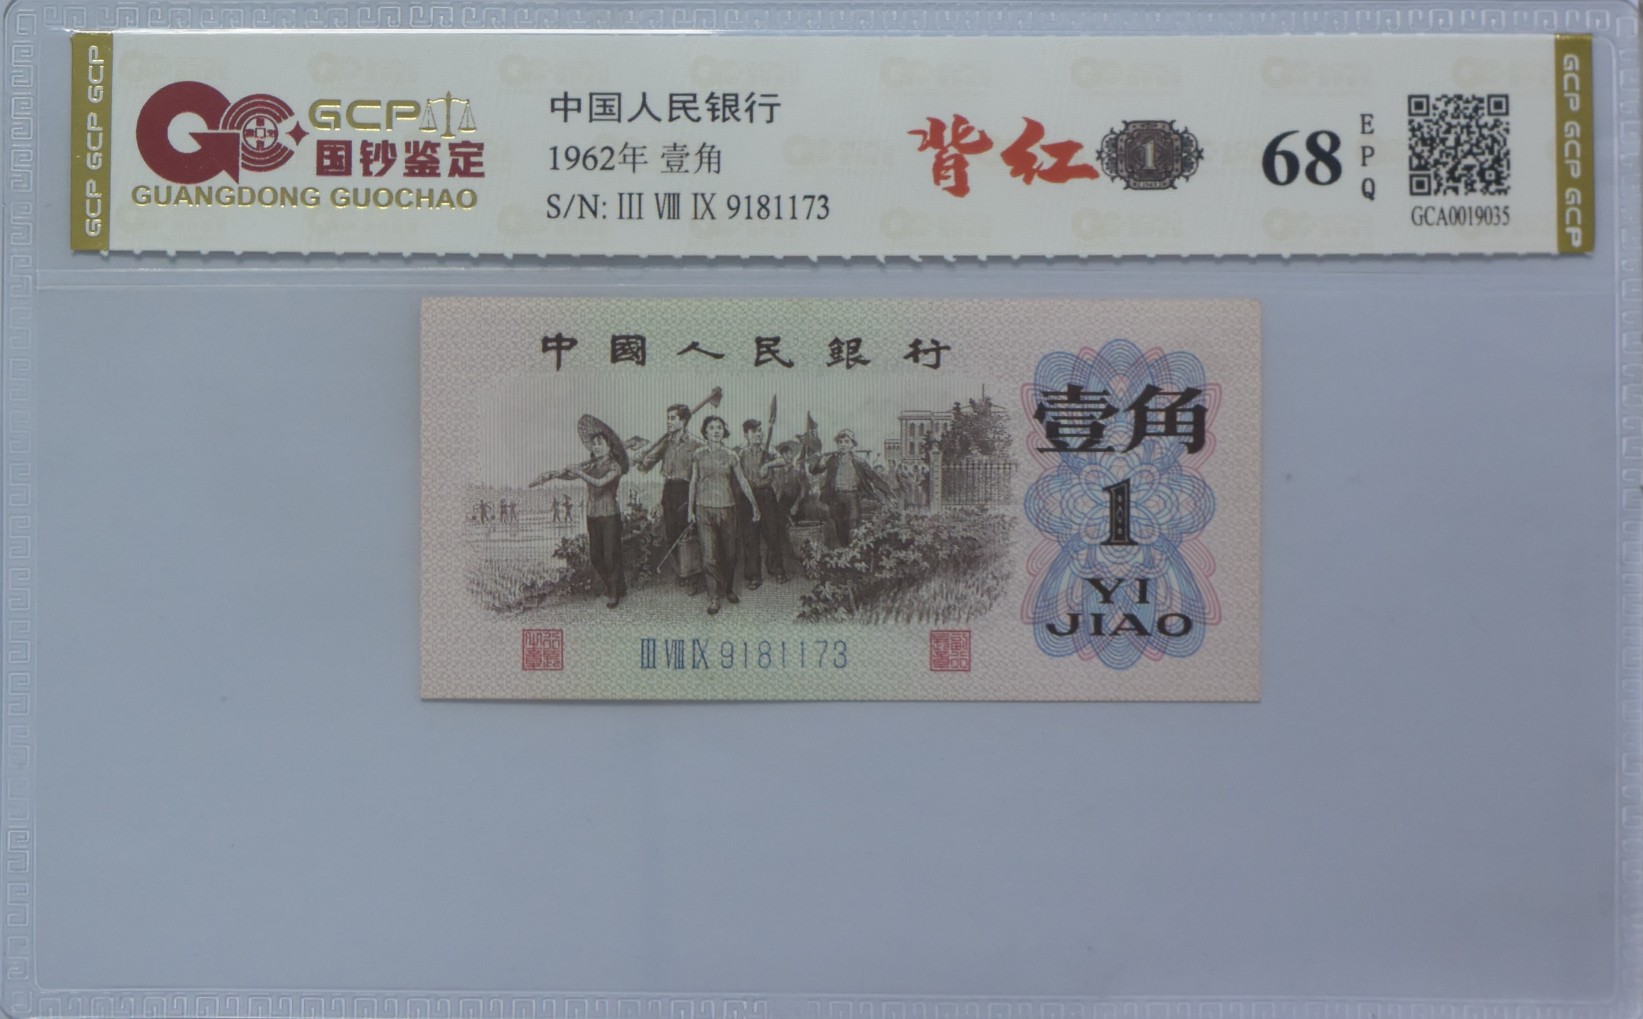 GCP GCP GCP
GCP
国钞鉴定
GUANGDONG GUOCHAO
中国人民银行
1962年 壹角
S/N: III VIII IX 9181173
背红
1
68
EPQ
GCA0019035
GCP GCP GCP
中國人民銀行
壹角
1
YI
JIAO
III VIII IX 9181173